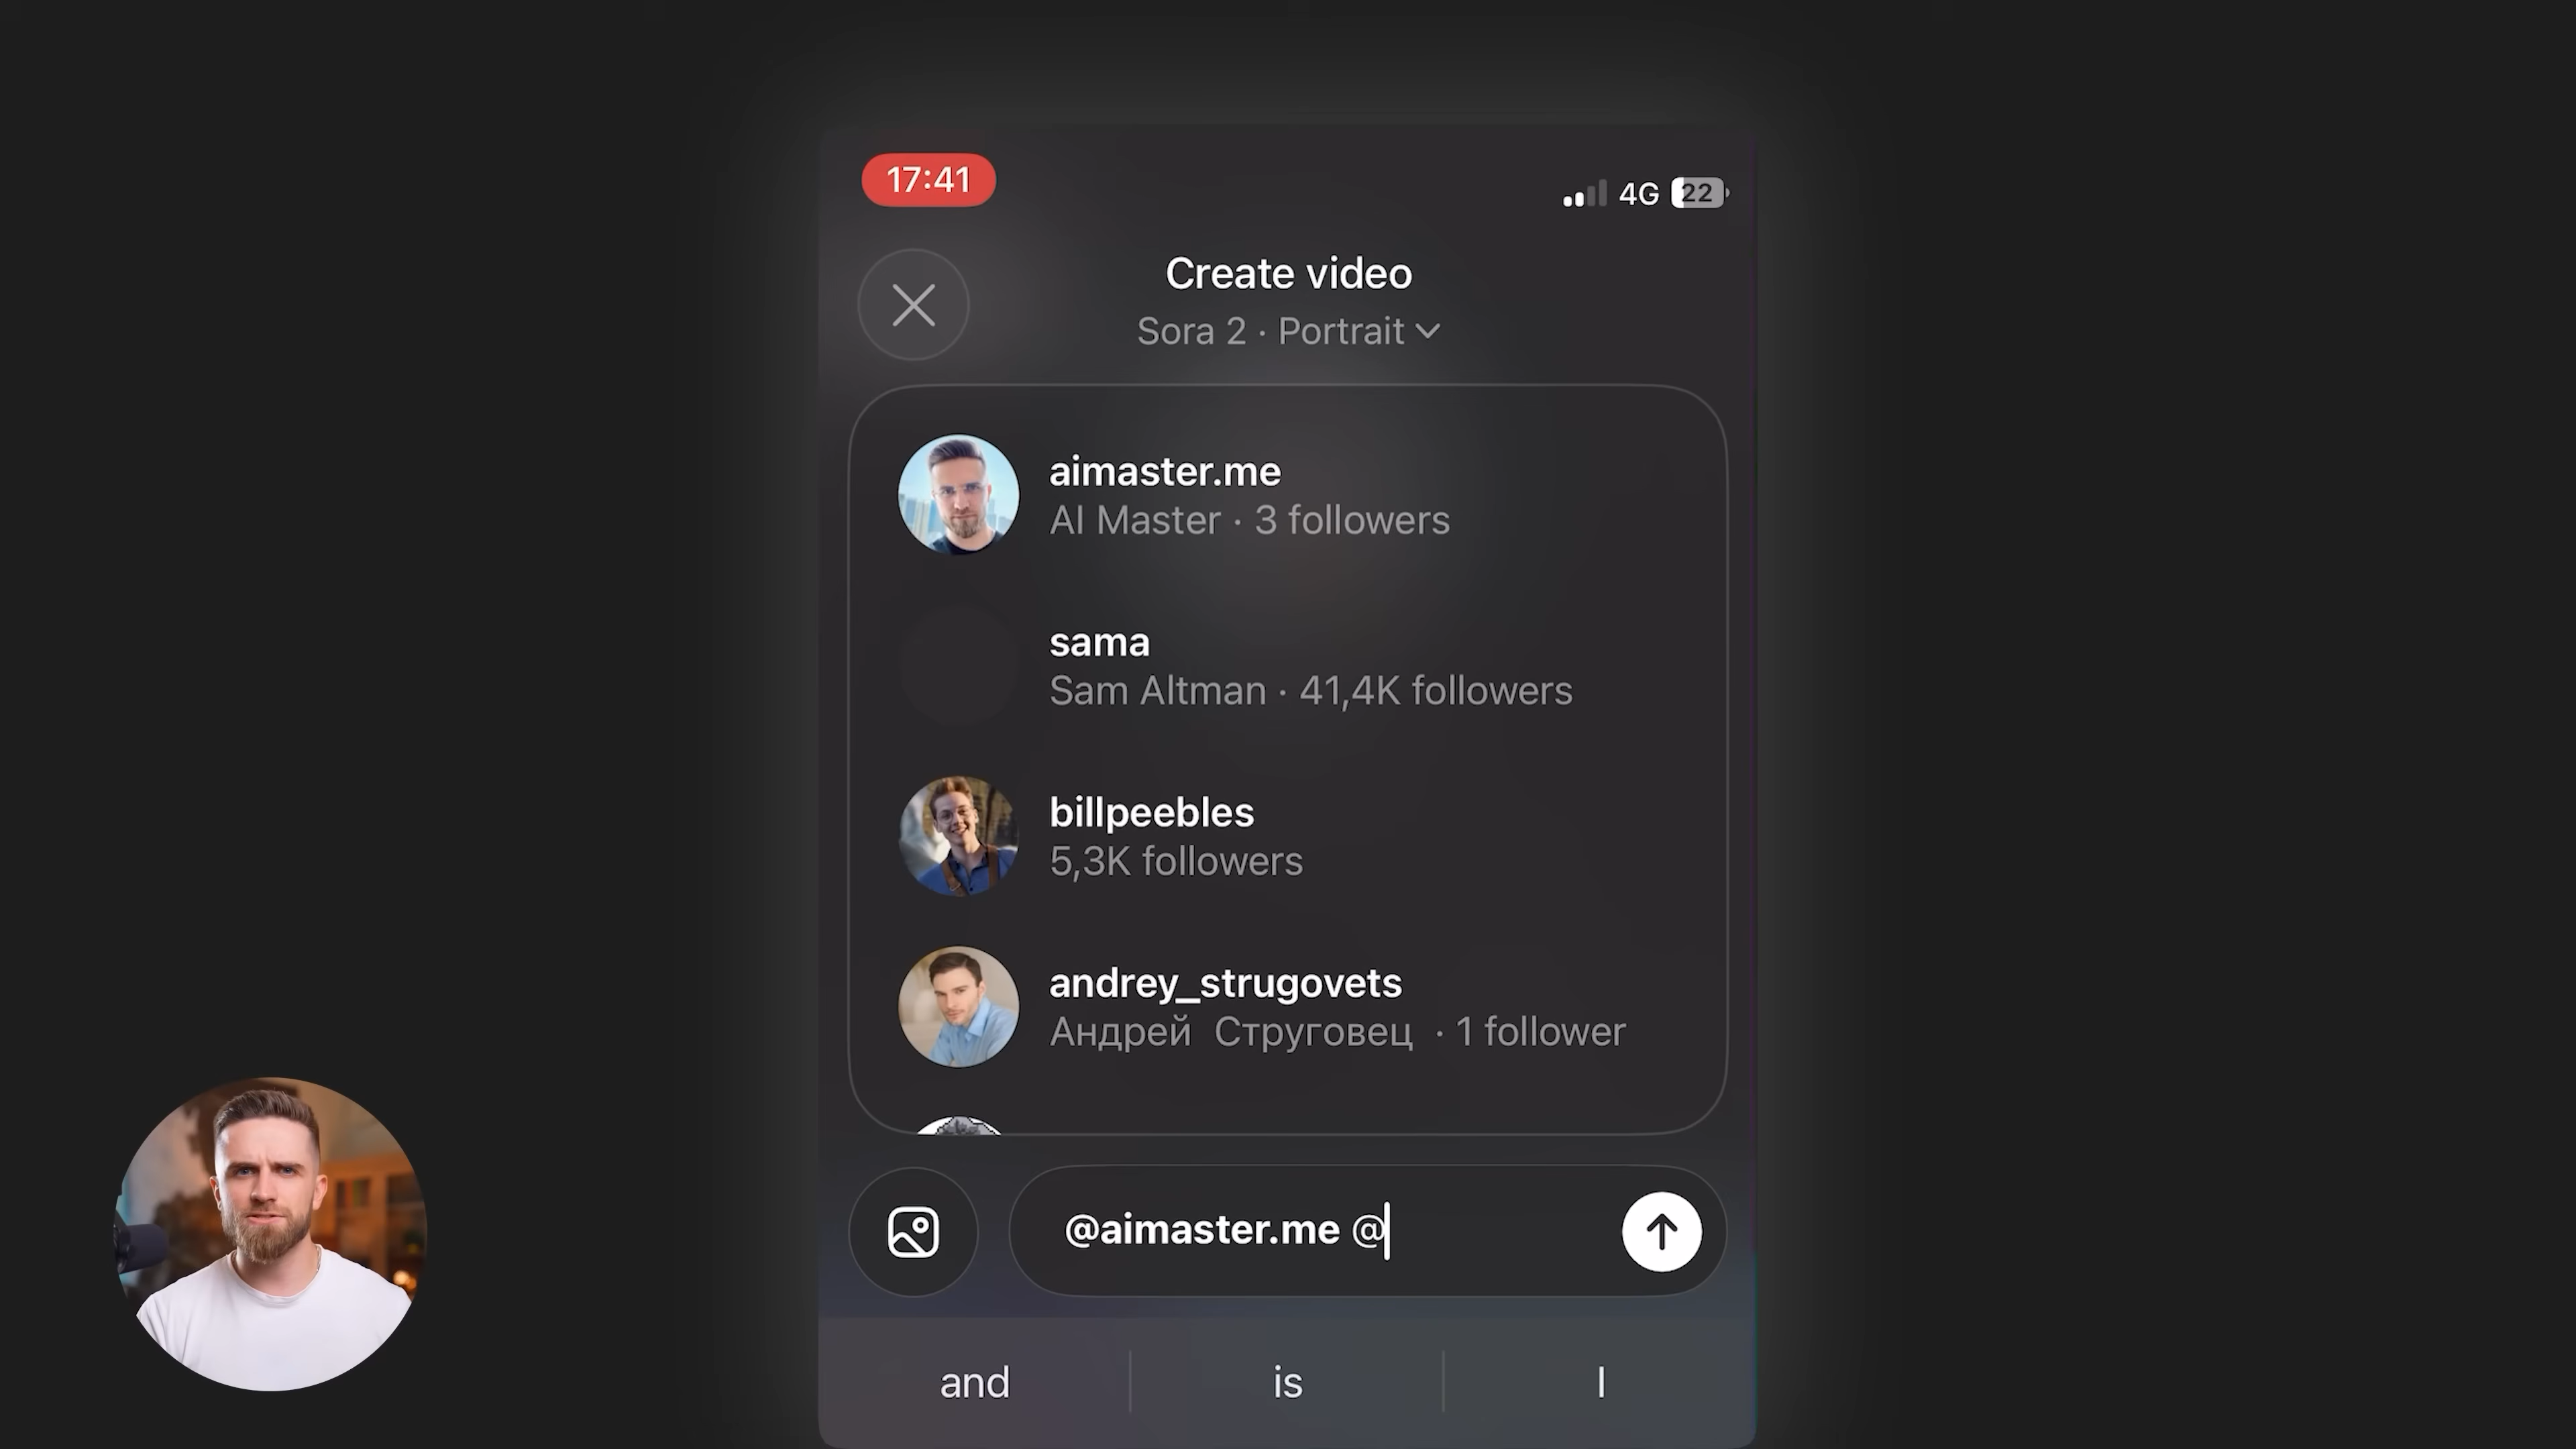 17:41
4G 22
Create video
Sora 2 · Portrait
aimaster.me
AI Master · 3 followers
sama
Sam Altman · 41,4K followers
billpeebles
5,3K followers
andrey_strugovets
Андрей Струговец · 1 follower
@aimaster.me @
and is I